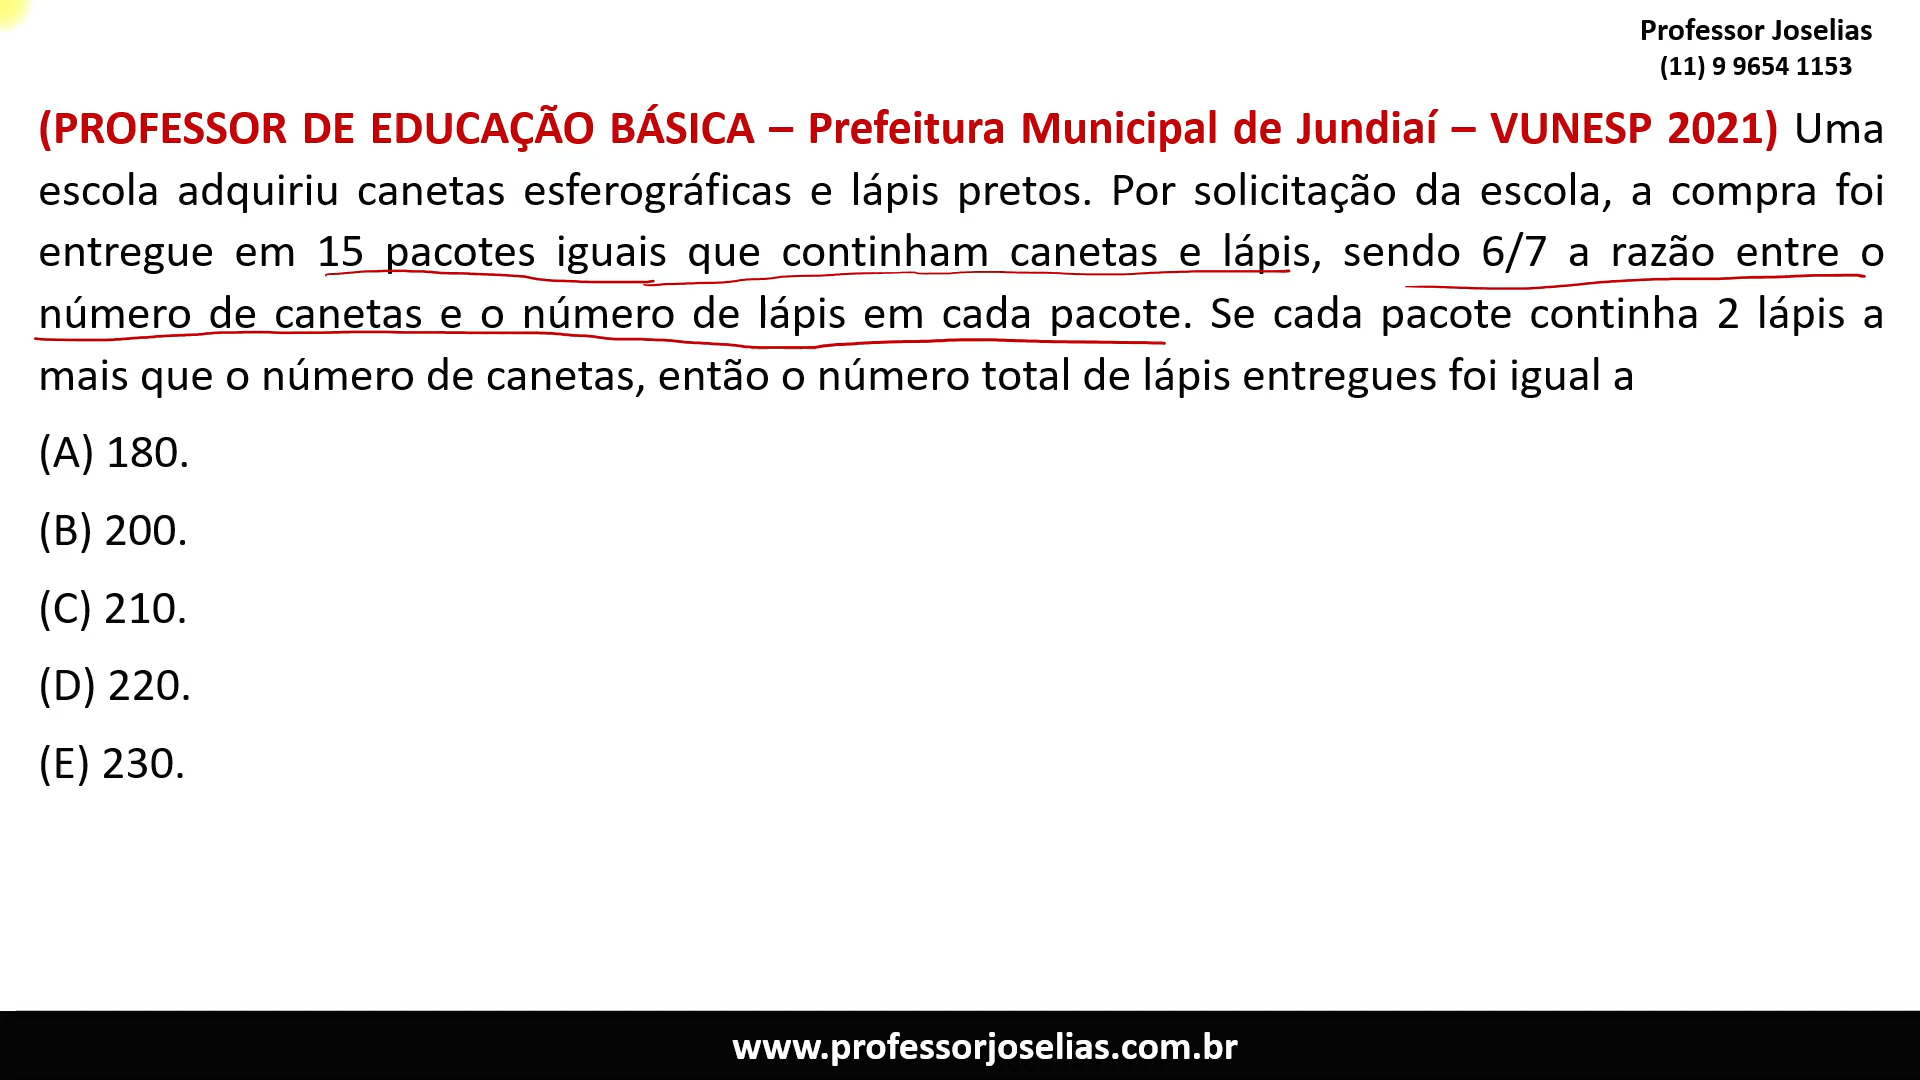 Professor Joselias
(11) 9 9654 1153
(PROFESSOR DE EDUCAÇÃO BÁSICA – Prefeitura Municipal de Jundiaí – VUNESP 2021) Uma
escola adquiriu canetas esferográficas e lápis pretos. Por solicitação da escola, a compra foi
entregue em 15 pacotes iguais que continham canetas e lápis, sendo 6/7 a razão entre o
número de canetas e o número de lápis em cada pacote. Se cada pacote continha 2 lápis a
mais que o número de canetas, então o número total de lápis entregues foi igual a
(A) 180.
(B) 200.
(C) 210.
(D) 220.
(E) 230.
www.professorjoselias.com.br